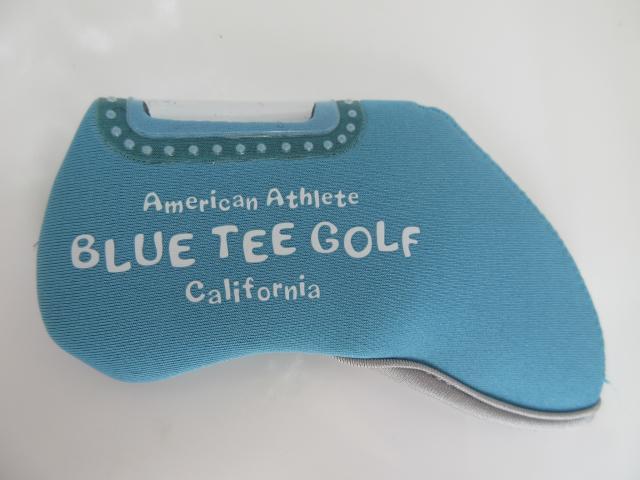 American Athlete
BLUE TEE GOLF
California